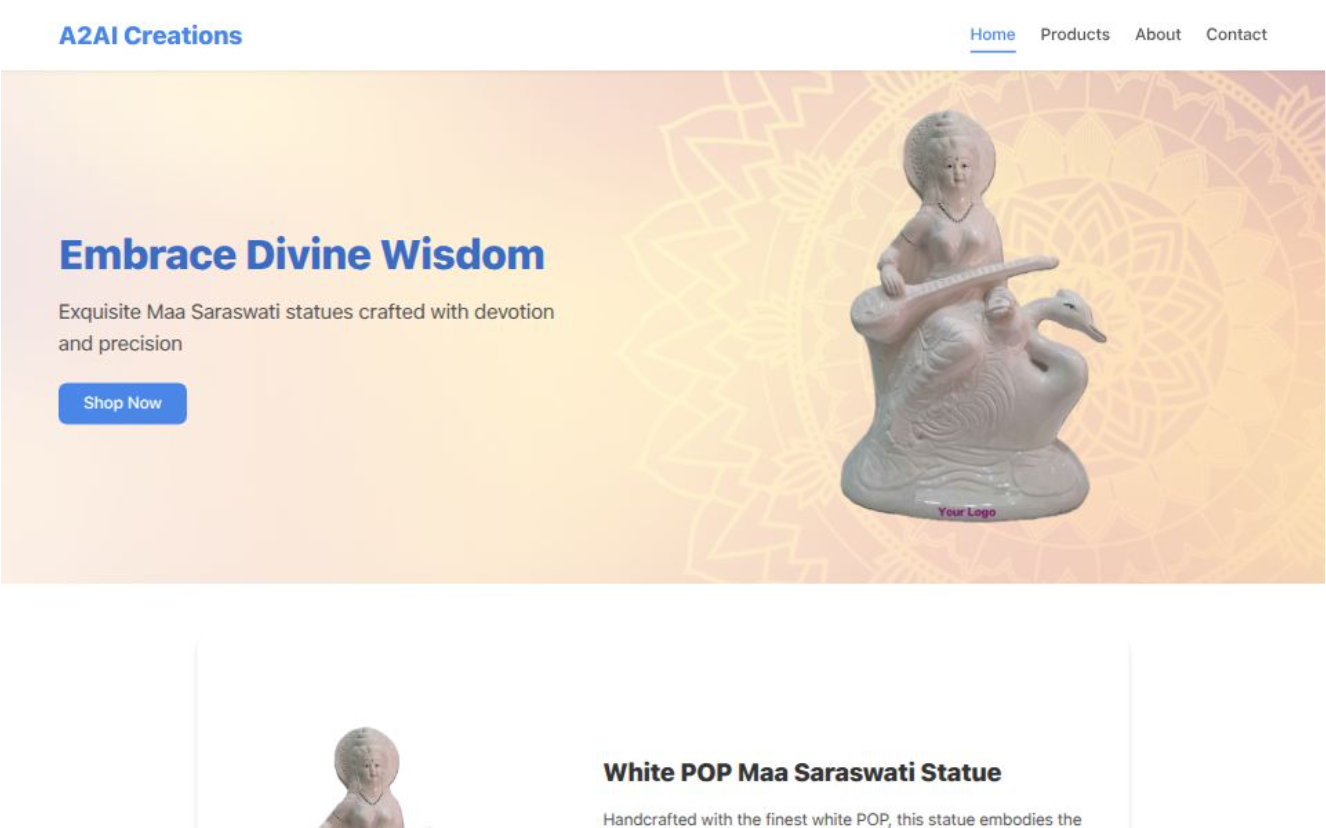 A2AI Creations
Home Products About Contact
Embrace Divine Wisdom
Exquisite Maa Saraswati statues crafted with devotion
and precision
Shop Now
Your Logo
White POP Maa Saraswati Statue
Handcrafted with the finest white POP, this statue embodies the